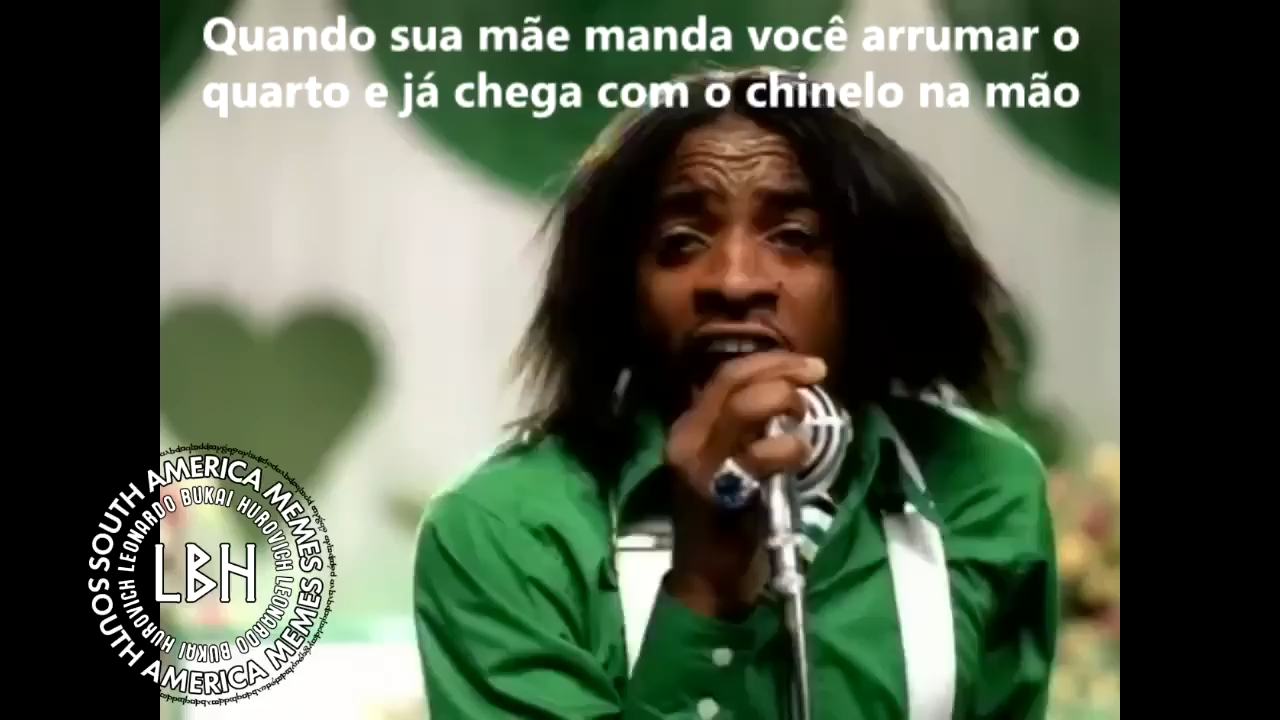 Quando sua mãe manda você arrumar o
quarto e já chega com o chinelo na mão
SOUTH AMERICA MEMES SOUTH AMERICA MEMES
LEONARDO BUKAI HUROVICH LEONARDO BUKAI HUROVICH
LBH